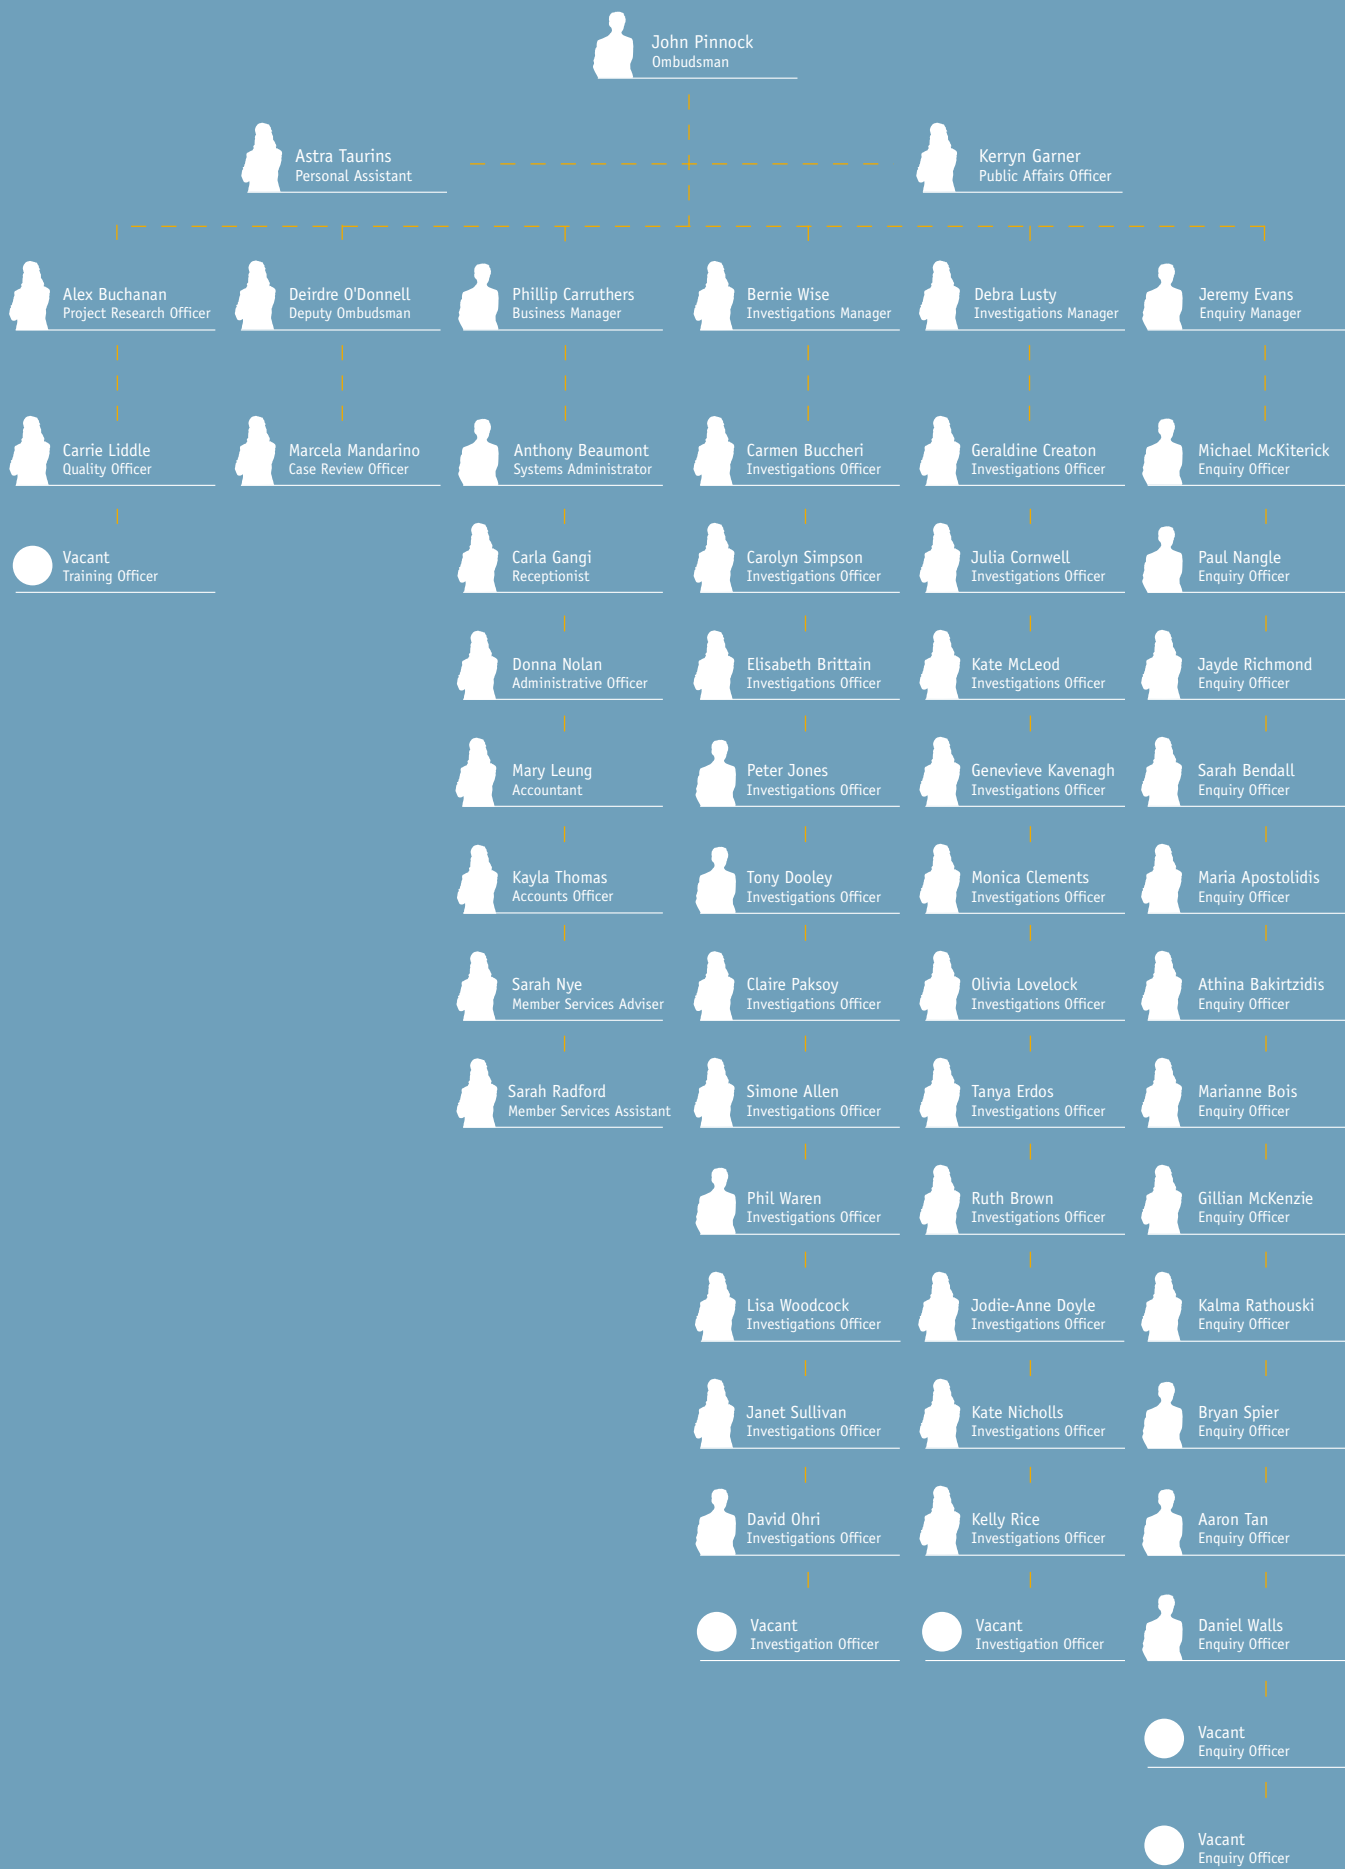 John Pinnock
Ombudsman
Astra Taurins
Personal Assistant
Kerryn Garner
Public Affairs Officer
Alex Buchanan
Project Research Officer
Deirdre O'Donnell
Deputy Ombudsman
Phillip Carruthers
Business Manager
Bernie Wise
Investigations Manager
Debra Lusty
Investigations Manager
Jeremy Evans
Enquiry Manager
Carrie Liddle
Quality Officer
Marcela Mandarino
Case Review Officer
Anthony Beaumont
Systems Administrator
Carmen Buccheri
Investigations Officer
Geraldine Creaton
Investigations Officer
Michael McKiterick
Enquiry Officer
Vacant
Training Officer
Carla Gangi
Receptionist
Carolyn Simpson
Investigations Officer
Julia Cornwell
Investigations Officer
Paul Nangle
Enquiry Officer
Donna Nolan
Administrative Officer
Elisabeth Brittain
Investigations Officer
Kate McLeod
Investigations Officer
Jayde Richmond
Enquiry Officer
Mary Leung
Accountant
Peter Jones
Investigations Officer
Genevieve Kavenagh
Investigations Officer
Sarah Bendall
Enquiry Officer
Kayla Thomas
Accounts Officer
Tony Dooley
Investigations Officer
Monica Clements
Investigations Officer
Maria Apostolidis
Enquiry Officer
Sarah Nye
Member Services Adviser
Claire Paksoy
Investigations Officer
Olivia Lovelock
Investigations Officer
Athina Bakirtzidis
Enquiry Officer
Sarah Radford
Member Services Assistant
Simone Allen
Investigations Officer
Tanya Erdos
Investigations Officer
Marianne Bois
Enquiry Officer
Phil Waren
Investigations Officer
Ruth Brown
Investigations Officer
Gillian McKenzie
Enquiry Officer
Lisa Woodcock
Investigations Officer
Jodie-Anne Doyle
Investigations Officer
Kalma Rathouski
Enquiry Officer
Janet Sullivan
Investigations Officer
Kate Nicholls
Investigations Officer
Bryan Spier
Enquiry Officer
David Ohri
Investigations Officer
Kelly Rice
Investigations Officer
Aaron Tan
Enquiry Officer
Vacant
Investigation Officer
Vacant
Investigation Officer
Daniel Walls
Enquiry Officer
Vacant
Enquiry Officer
Vacant
Enquiry Officer